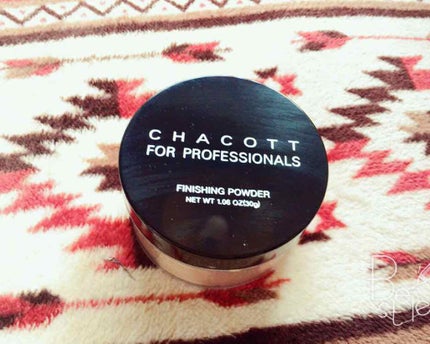 CHACOTT
FOR PROFESSIONALS
FINISHING POWDER
NET WT 1.06 OZ(30g)